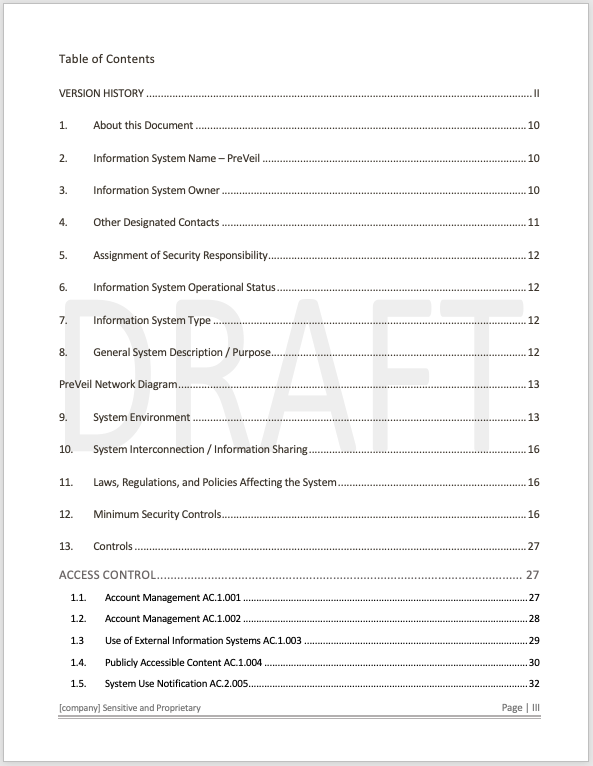 Table of Contents
VERSION HISTORY ........................................................ II
1. About this Document ........................................................ 10
2. Information System Name – PreVeil ........................................................ 10
3. Information System Owner ........................................................ 10
4. Other Designated Contacts ........................................................ 11
5. Assignment of Security Responsibility ........................................................ 12
6. Information System Operational Status ........................................................ 12
7. Information System Type ........................................................ 12
8. General System Description / Purpose ........................................................ 12
PreVeil Network Diagram ........................................................ 13
9. System Environment ........................................................ 13
10. System Interconnection / Information Sharing ........................................................ 16
11. Laws, Regulations, and Policies Affecting the System ........................................................ 16
12. Minimum Security Controls ........................................................ 16
13. Controls ........................................................ 27
ACCESS CONTROL ........................................................ 27
1.1. Account Management AC.1.001 ........................................................ 27
1.2. Account Management AC.1.002 ........................................................ 28
1.3 Use of External Information Systems AC.1.003 ........................................................ 29
1.4. Publicly Accessible Content AC.1.004 ........................................................ 30
1.5. System Use Notification AC.2.005 ........................................................ 32
[company] Sensitive and Proprietary Page | III
DRAFT